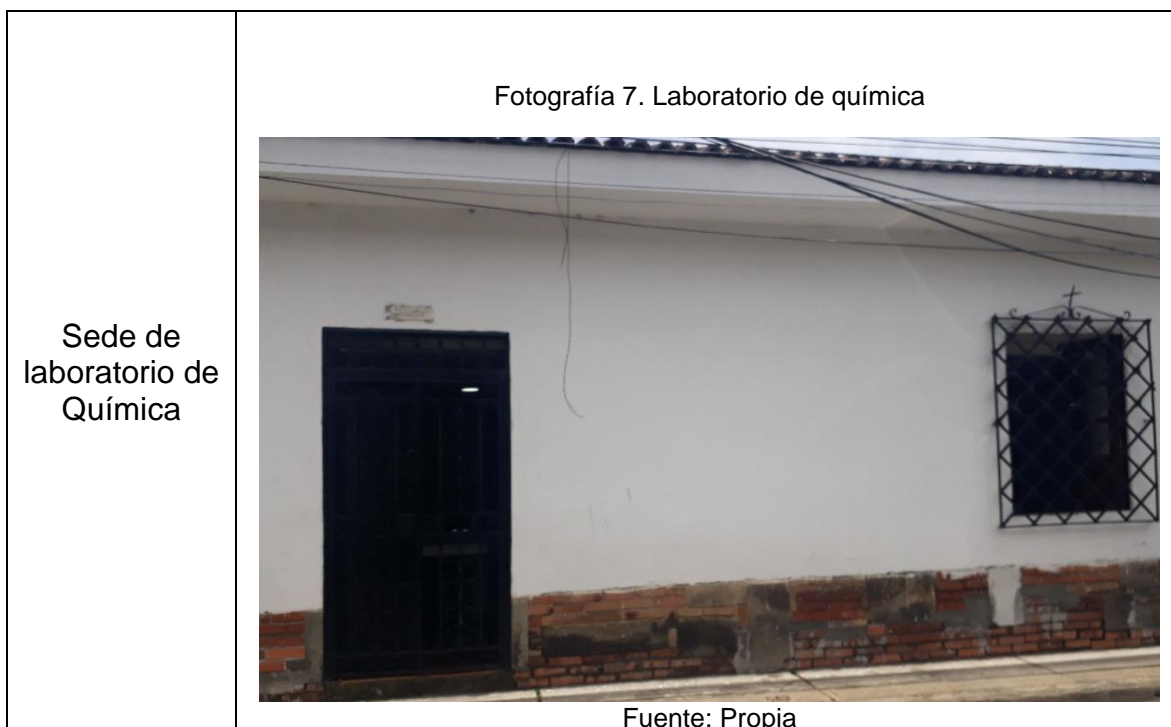 Fotografía 7. Laboratorio de química
Sede de
laboratorio de
Química
Fuente: Propia